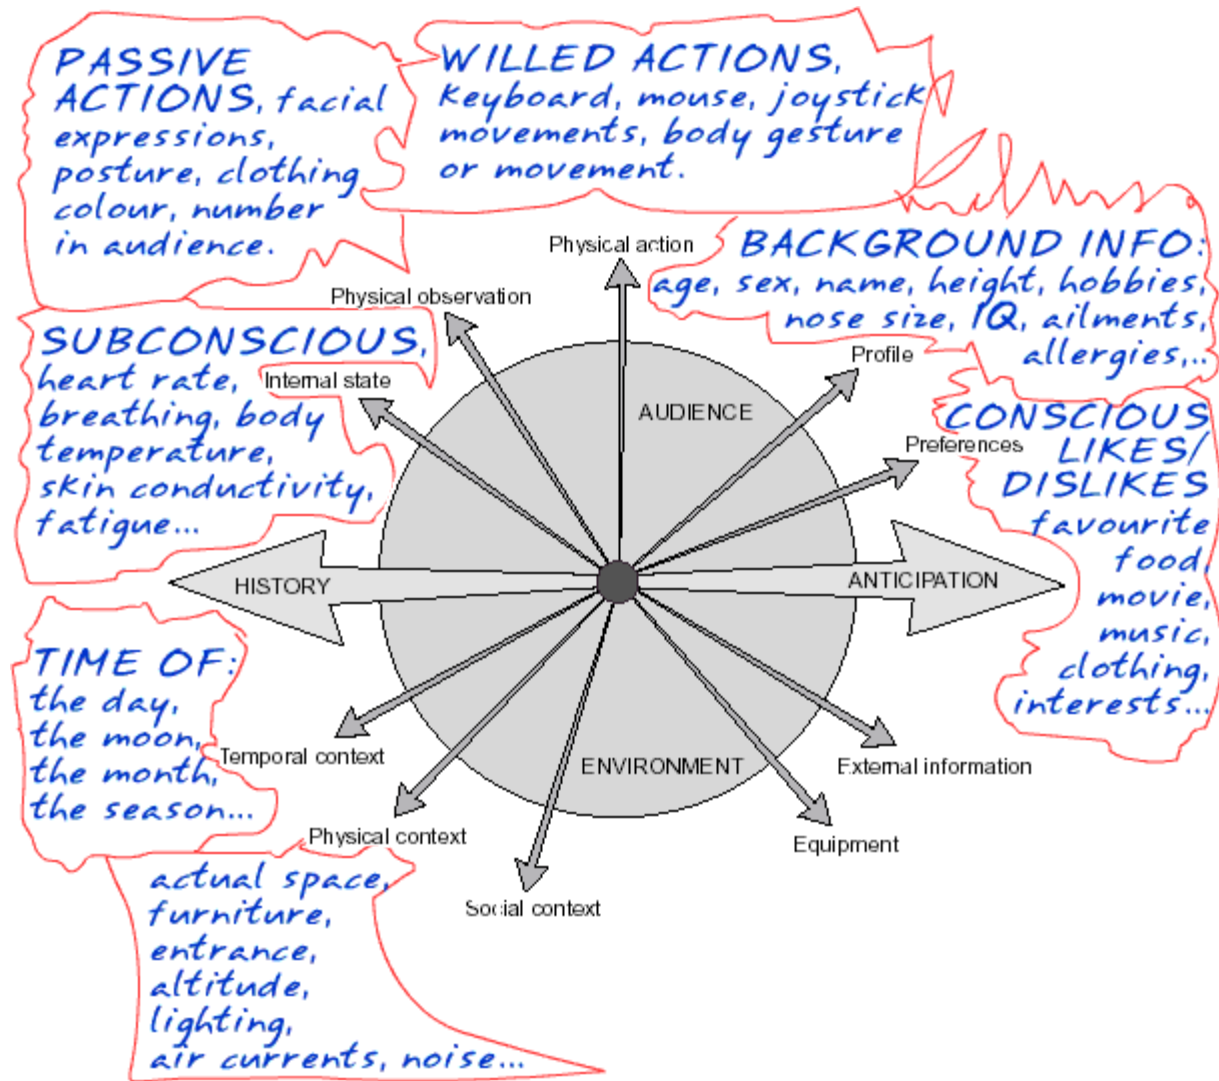 PASSIVE
ACTIONS, facial
expressions,
posture, clothing
colour, number
in audience.
WILLED ACTIONS,
keyboard, mouse, joystick
movements, body gesture
or movement.
Physical action
BACKGROUND INFO:
age, sex, name, height, hobbies,
nose size, IQ, ailments,
allergies,..
Physical observation
Profile
SUBCONSCIOUS,
heart rate,
breathing, body
temperature,
skin conductivity,
fatigue...
Internal state
AUDIENCE
Preferences
CONSCIOUS
LIKES/
DISLIKES
favourite
food,
movie,
music,
clothing,
interests...
HISTORY
ANTICIPATION
TIME OF:
the day,
the moon,
the month,
the season...
Temporal context
ENVIRONMENT
External information
Physical context
Equipment
Social context
actual space,
furniture,
entrance,
altitude,
lighting,
air currents, noise...